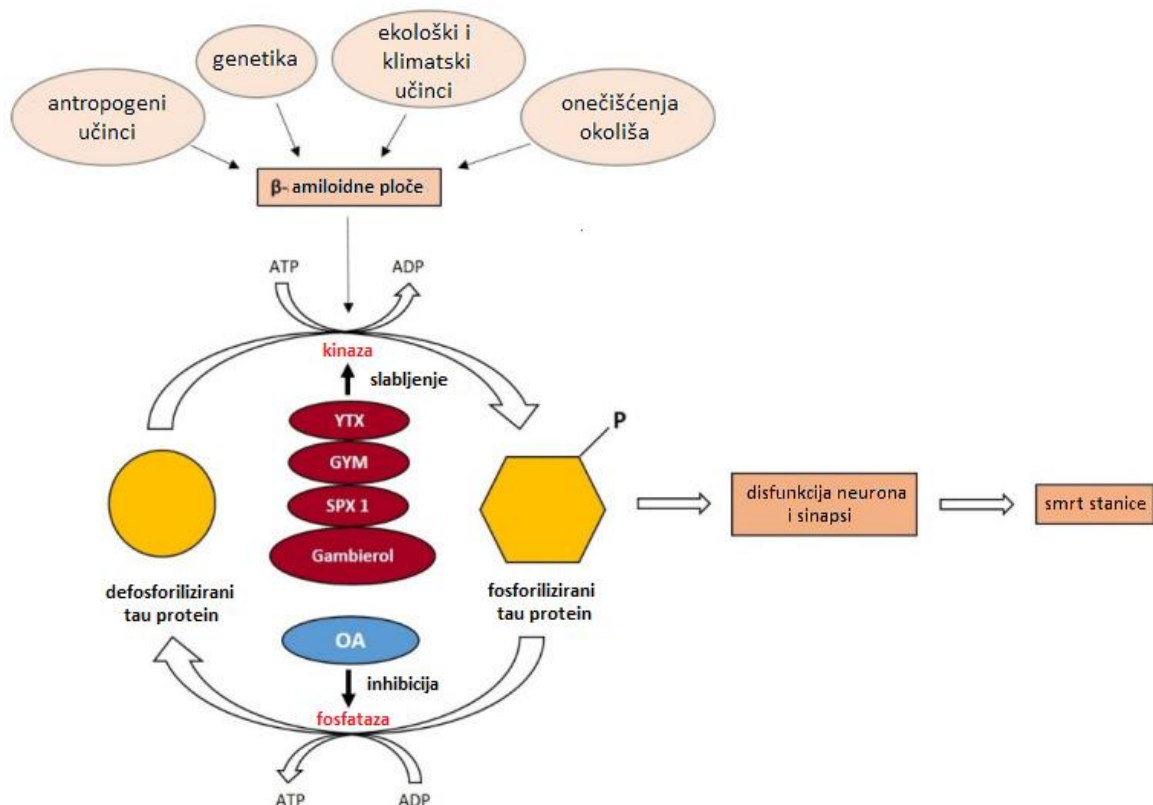 antropogeni
učinci
genetika
ekološki i
klimatski
učinci
onečišćenja
okoliša
β- amiloidne ploče
ATP
ADP
kinaza
slabljenje
YTX
GYM
SPX 1
Gambierol
P
defosforilizirani
tau protein
fosforilizirani
tau protein
disfunkcija neurona
i sinapsi
smrt stanice
OA
inhibicija
fosfataza
ATP
ADP